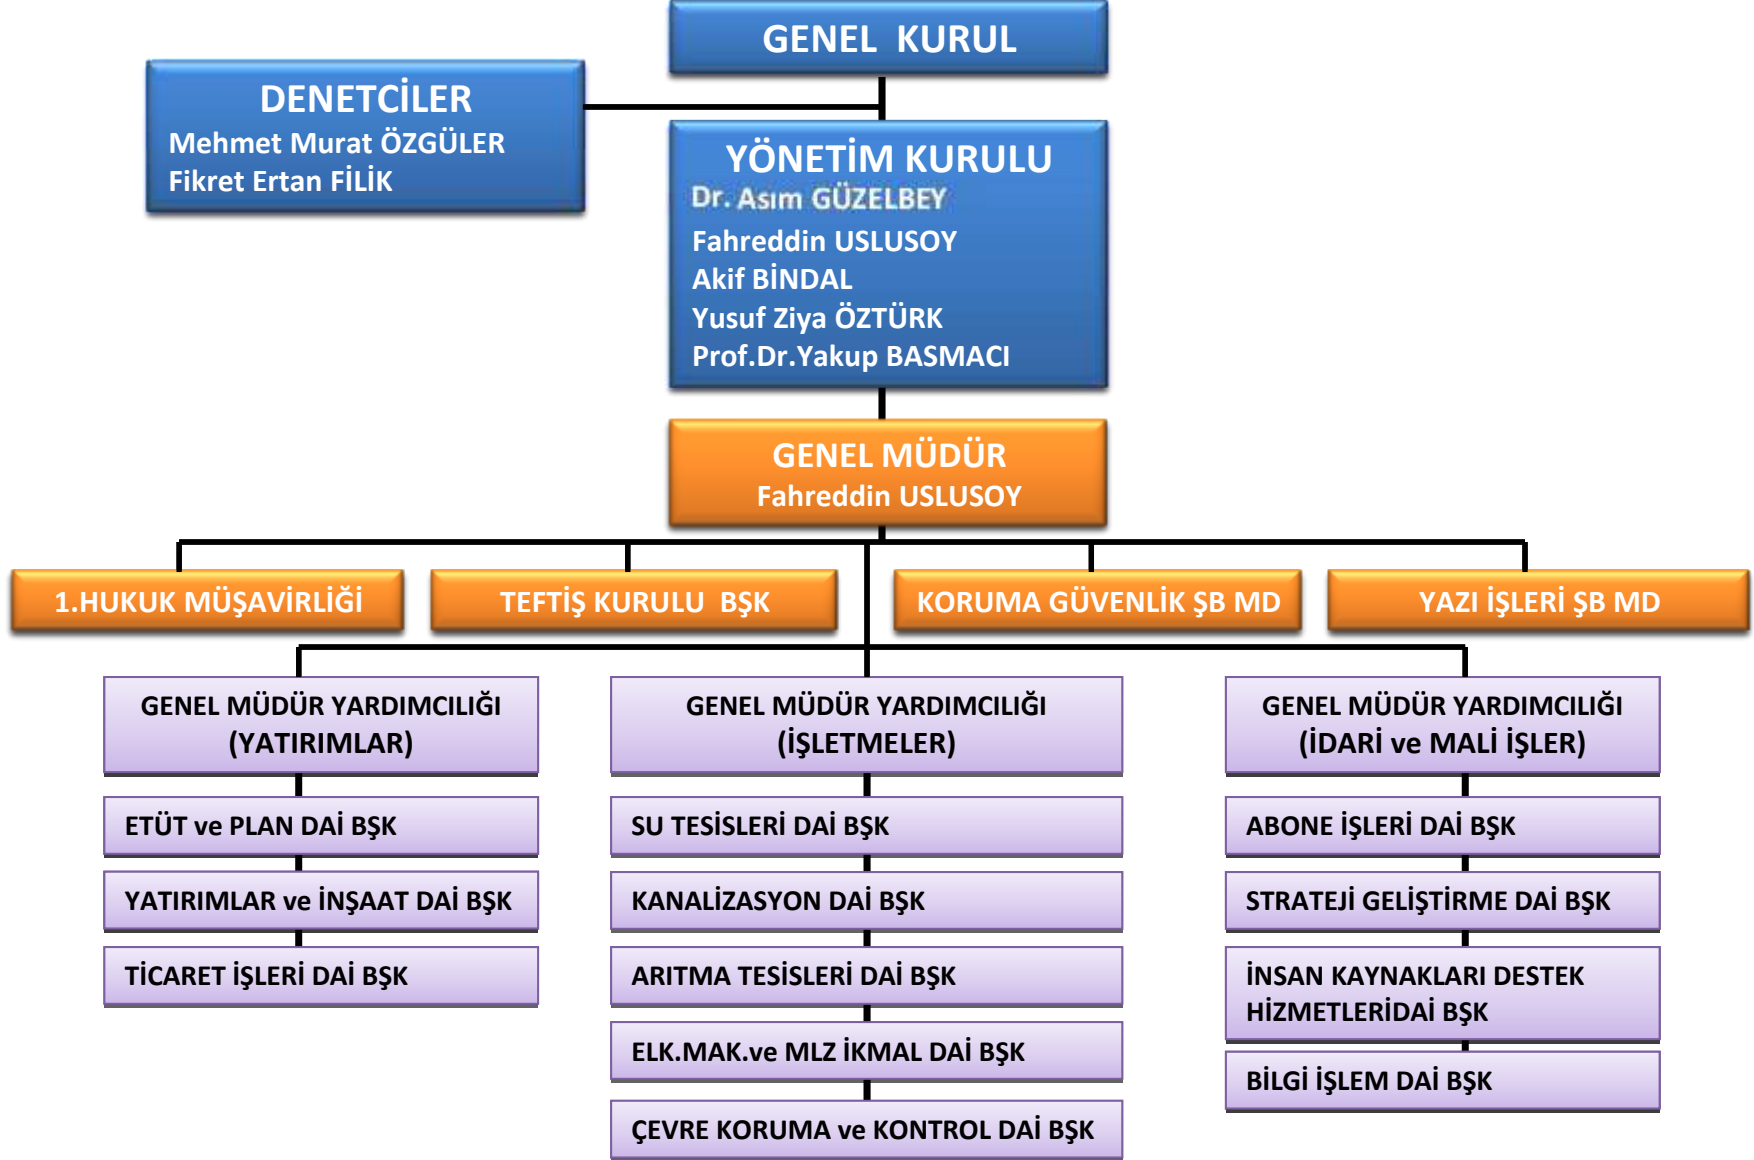 GENEL KURUL
DENETCİLER
Mehmet Murat ÖZGÜLER
Fikret Ertan FİLİK
YÖNETİM KURULU
Dr. Asım GÜZELBEY
Fahreddin USLUSOY
Akif BİNDAL
Yusuf Ziya ÖZTÜRK
Prof.Dr.Yakup BASMACI
GENEL MÜDÜR
Fahreddin USLUSOY
1.HUKUK MÜŞAVİRLİĞİ
TEFTİŞ KURULU BŞK
KORUMA GÜVENLİK ŞB MD
YAZI İŞLERİ ŞB MD
GENEL MÜDÜR YARDIMCILIĞI
(YATIRIMLAR)
ETÜT ve PLAN DAİ BŞK
YATIRIMLAR ve İNŞAAT DAİ BŞK
TİCARET İŞLERİ DAİ BŞK
GENEL MÜDÜR YARDIMCILIĞI
(İŞLETMELER)
SU TESİSLERİ DAİ BŞK
KANALİZASYON DAİ BŞK
ARITMA TESİSLERİ DAİ BŞK
ELK.MAK.ve MLZ İKMAL DAİ BŞK
ÇEVRE KORUMA ve KONTROL DAİ BŞK
GENEL MÜDÜR YARDIMCILIĞI
(İDARİ ve MALİ İŞLER)
ABONE İŞLERİ DAİ BŞK
STRATEJİ GELİŞTİRME DAİ BŞK
İNSAN KAYNAKLARI DESTEK
HİZMETLERİDAİ BŞK
BİLGİ İŞLEM DAİ BŞK